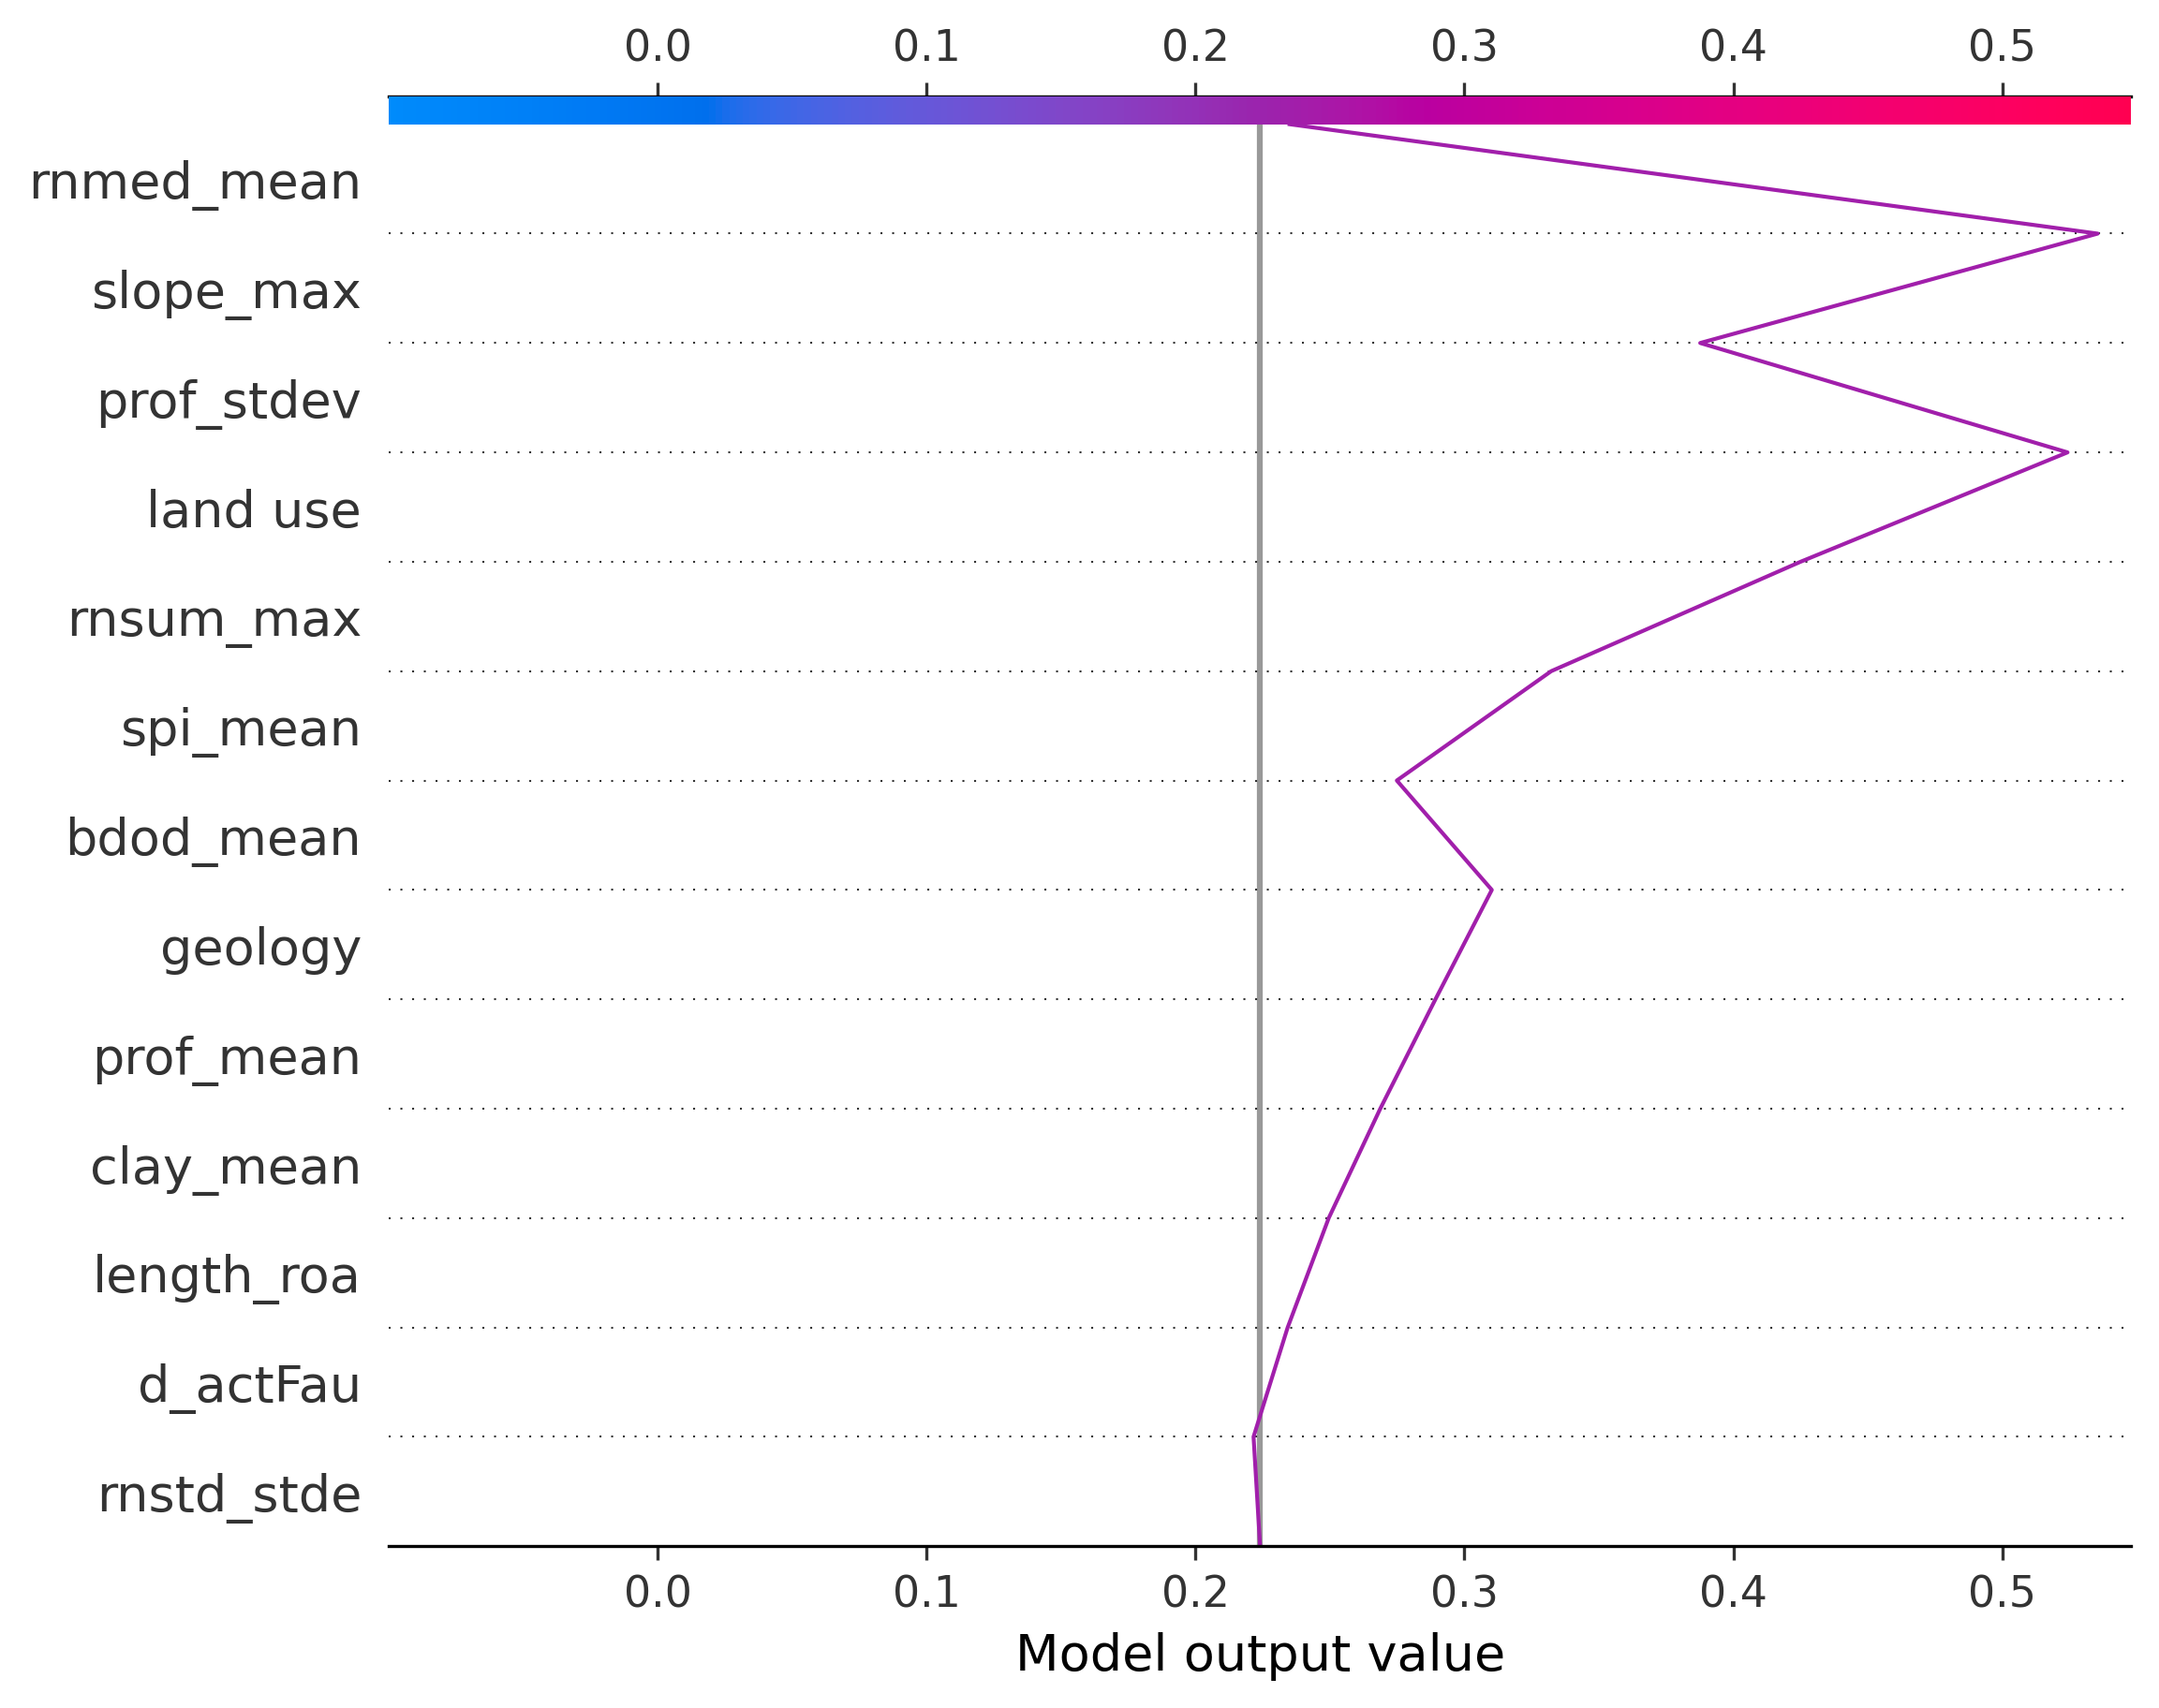 0.0 0.1 0.2 0.3 0.4 0.5
rnmed_mean
slope_max
prof_stdev
land use
rnsum_max
spi_mean
bdod_mean
geology
prof_mean
clay_mean
length_roa
d_actFau
rnstd_stde
0.0 0.1 0.2 0.3 0.4 0.5
Model output value